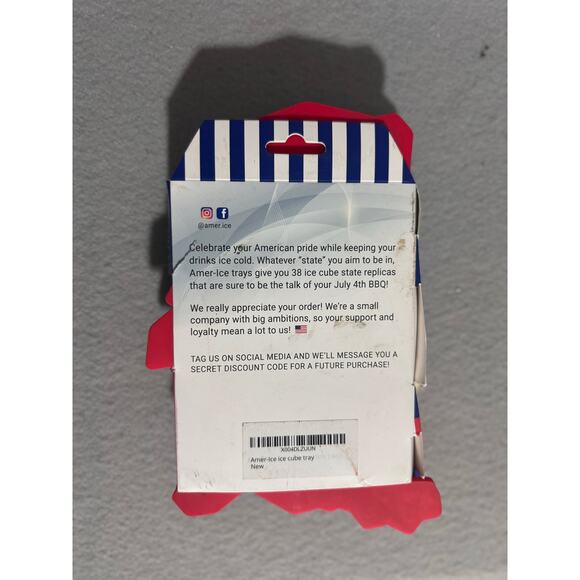 @amer.ice
Celebrate your American pride while keeping your
drinks ice cold. Whatever "state" you aim to be in,
Amer-Ice trays give you 38 ice cube state replicas
that are sure to be the talk of your July 4th BBQ!
We really appreciate your order! We're a small
company with big ambitions, so your support and
loyalty mean a lot to us! 🇺🇸
TAG US ON SOCIAL MEDIA AND WE'LL MESSAGE YOU A
SECRET DISCOUNT CODE FOR A FUTURE PURCHASE!
X004DLZUUN
Amer-Ice ice cube tray
New